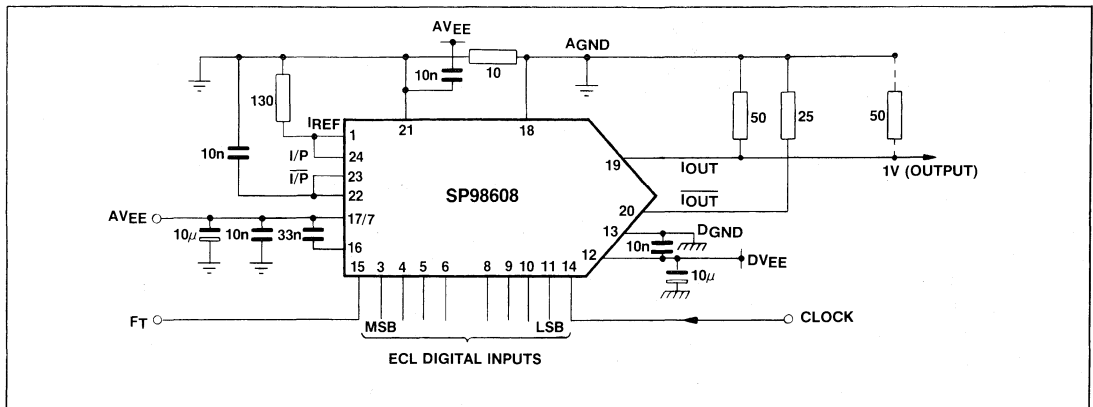 AVEE
AGND
10n
10
130
IREF
1
21
18
50
25
50
I/P
24
10n
I/P
23
22
SP98608
19
IOUT
1V (OUTPUT)
IOUT
20
AVEE
17/7
13
DGND
10μ
10n
33n
16
12
10n
DVEE
10μ
15
3
4
5
6
8
9
10
11
14
FT
MSB
LSB
CLOCK
ECL DIGITAL INPUTS